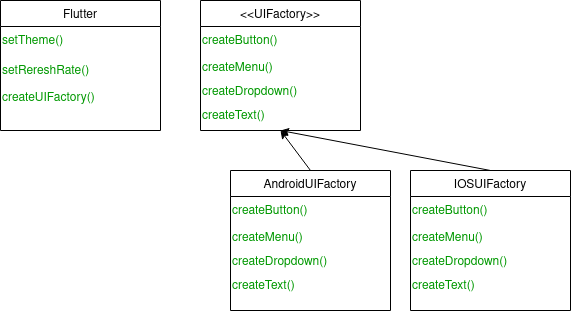 Flutter
setTheme()
setRereshRate()
createUIFactory()
<<UIFactory>>
createButton()
createMenu()
createDropdown()
createText()
AndroidUIFactory
createButton()
createMenu()
createDropdown()
createText()
IOSUIFactory
createButton()
createMenu()
createDropdown()
createText()